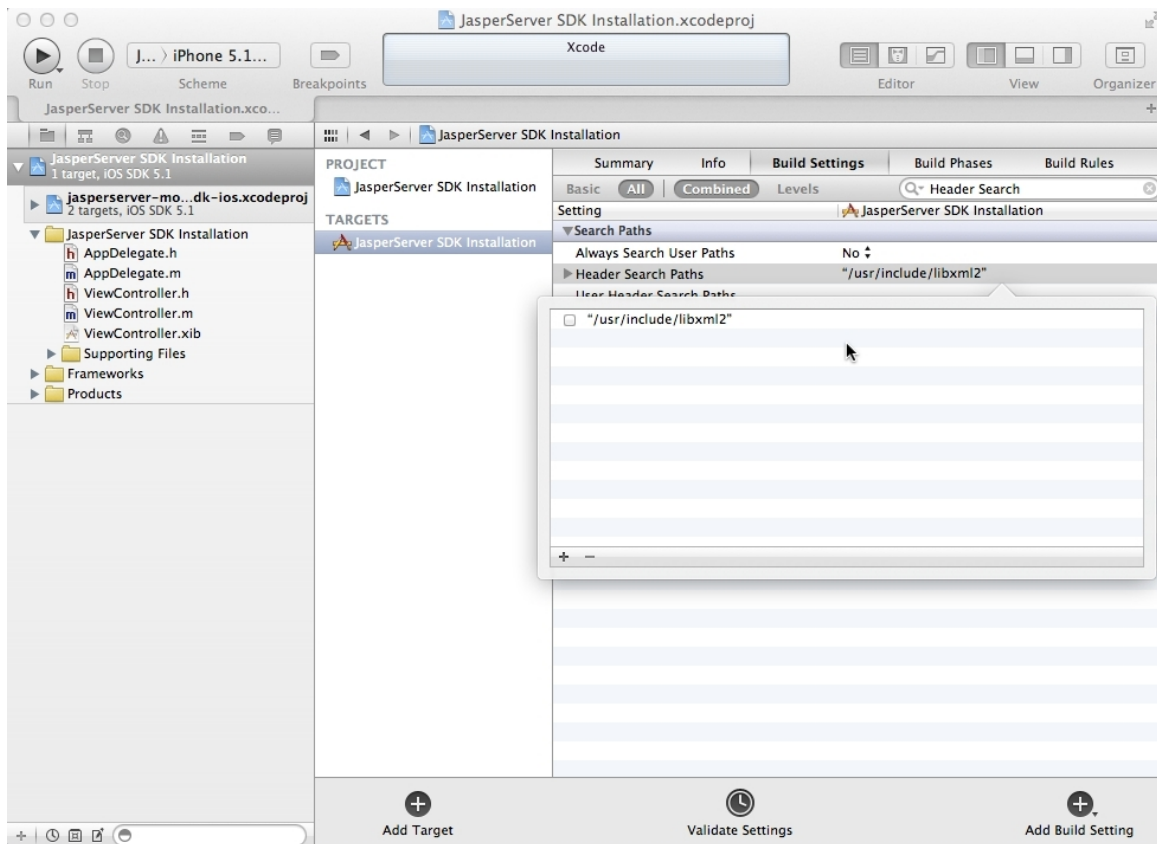 JasperServer SDK Installation.xcodeproj
J... iPhone 5.1...
Xcode
Run Stop Scheme Breakpoints Editor View Organizer
JasperServer SDK Installation.xco...
JasperServer SDK Installation
JasperServer SDK Installation
1 target, iOS SDK 5.1
jasperserver-mo...dk-ios.xcodeproj
2 targets, iOS SDK 5.1
JasperServer SDK Installation
AppDelegate.h
AppDelegate.m
ViewController.h
ViewController.m
ViewController.xib
Supporting Files
Frameworks
Products
PROJECT
JasperServer SDK Installation
TARGETS
JasperServer SDK Installation
Summary Info Build Settings Build Phases Build Rules
Basic All Combined Levels Header Search
Setting JasperServer SDK Installation
Search Paths
Always Search User Paths No
Header Search Paths "/usr/include/libxml2"
User Header Search Paths
"/usr/include/libxml2"
Add Target Validate Settings Add Build Setting